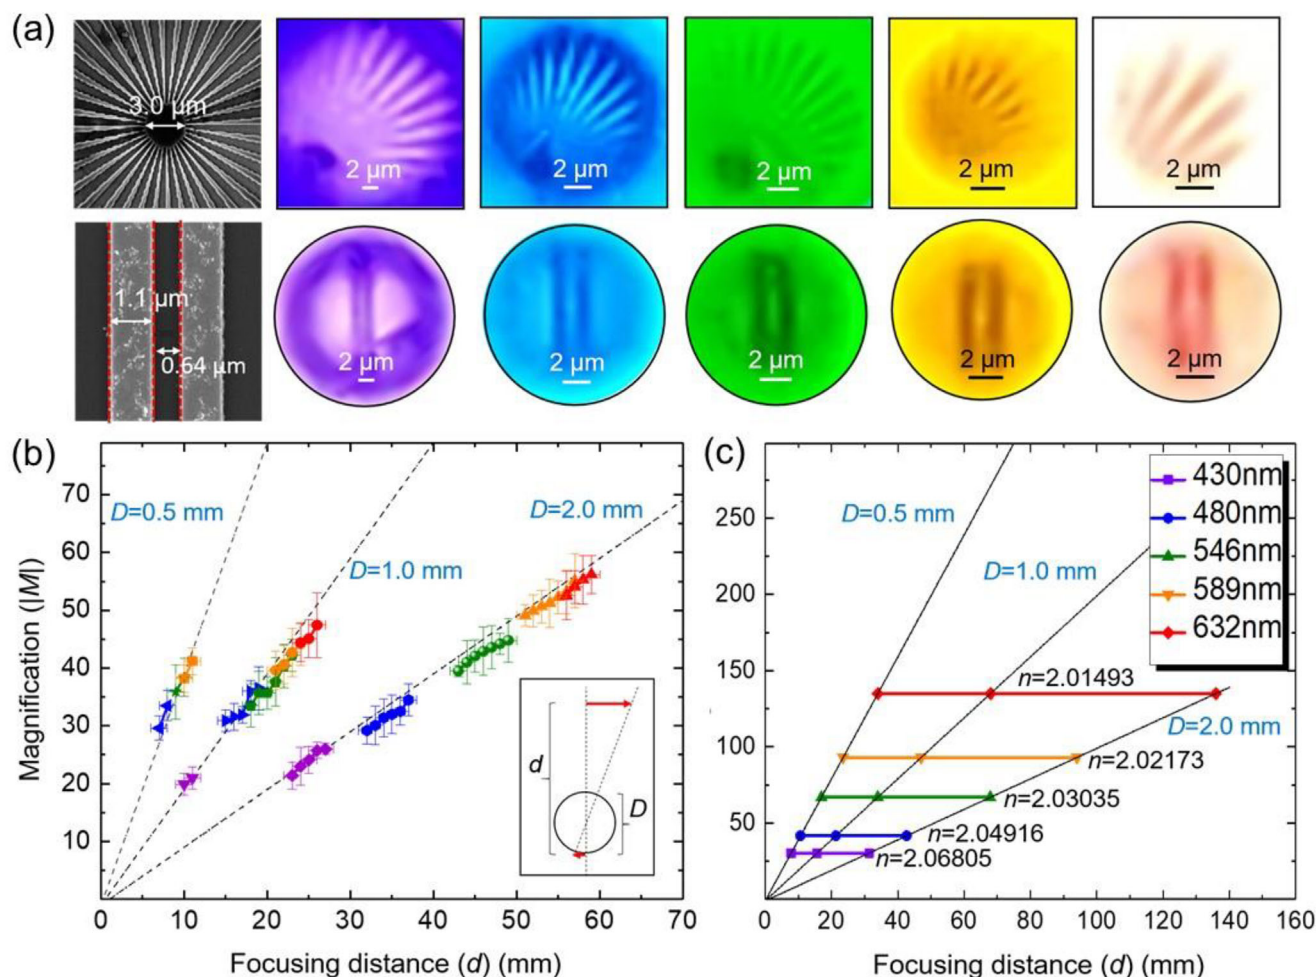 (a)
3.0 μm
2 μm
2 μm
2 μm
2 μm
2 μm
1.1 μm
0.64 μm
2 μm
2 μm
2 μm
2 μm
2 μm
(b)
Magnification (|M|)
70
60
50
40
30
20
10
D=0.5 mm
D=1.0 mm
D=2.0 mm
d
D
0 10 20 30 40 50 60 70
Focusing distance (d) (mm)
(c)
250
200
150
100
50
D=0.5 mm
D=1.0 mm
430nm
480nm
546nm
589nm
632nm
n=2.01493
D=2.0 mm
n=2.02173
n=2.03035
n=2.04916
n=2.06805
0 20 40 60 80 100 120 140 160
Focusing distance (d) (mm)